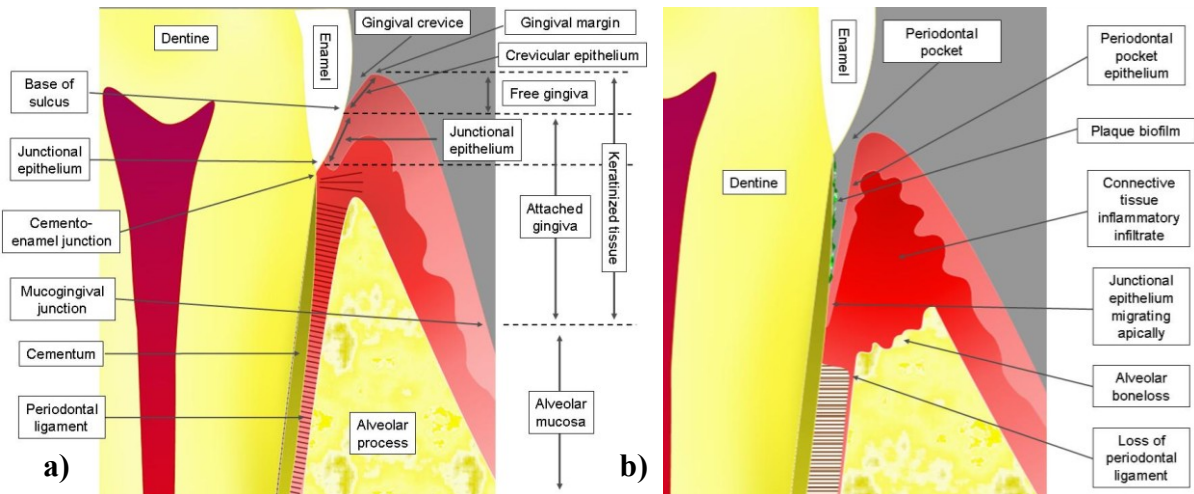 Dentine
Enamel
Gingival crevice
Gingival margin
Crevicular epithelium
Base of
sulcus
Free gingiva
Junctional
epithelium
Junctional
epithelium
Keratinized tissue
Cemento-
enamel junction
Attached
gingiva
Mucogingival
junction
Cementum
Periodontal
ligament
Alveolar
process
Alveolar
mucosa
a)
Enamel
Periodontal
pocket
Periodontal
pocket
epithelium
Plaque biofilm
Dentine
Connective
tissue
inflammatory
infiltrate
Junctional
epithelium
migrating
apically
Alveolar
boneloss
Loss of
periodontal
ligament
b)